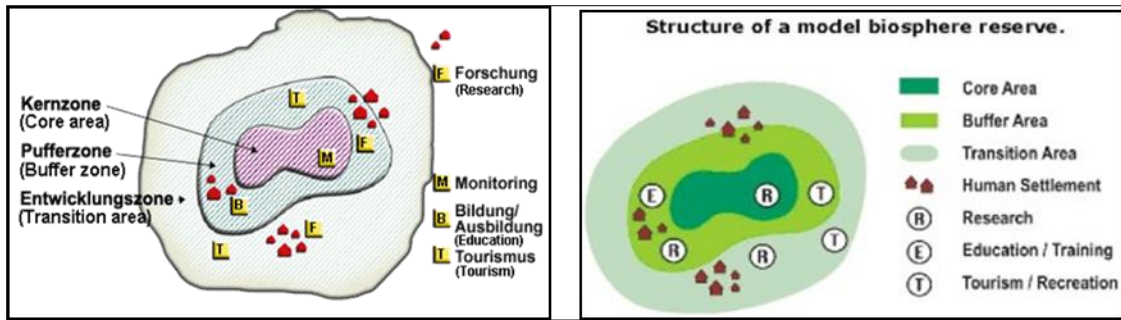 Kernzone
(Core area)
Pufferzone
(Buffer zone)
Entwicklungszone
(Transition area)
T
F
M
B
T
F
F Forschung
(Research)
M Monitoring
B Bildung/
Ausbildung
(Education)
T Tourismus
(Tourism)
Structure of a model biosphere reserve.
E
R
T
R
R
T
Core Area
Buffer Area
Transition Area
Human Settlement
R Research
E Education / Training
T Tourism / Recreation